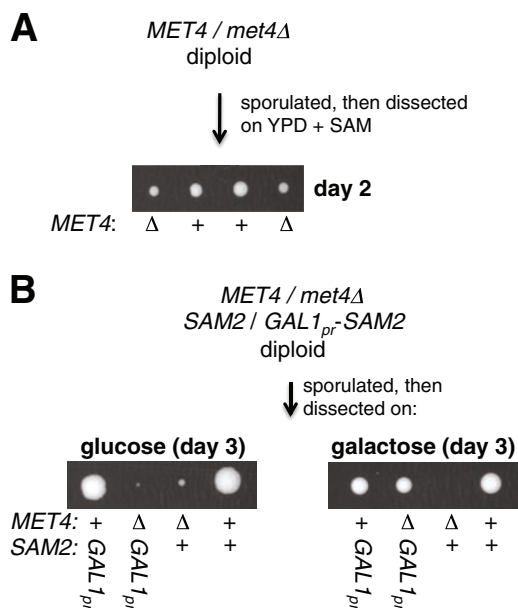 A
MET4 / met4Δ
diploid
sporulated, then dissected
on YPD + SAM
day 2
MET4: Δ + + Δ
B
MET4 / met4Δ
SAM2 / GAL1pr-SAM2
diploid
sporulated, then
dissected on:
glucose (day 3) galactose (day 3)
MET4: + Δ Δ + + Δ Δ +
SAM2: GAL1pr GAL1pr + + GAL1pr GAL1pr + +